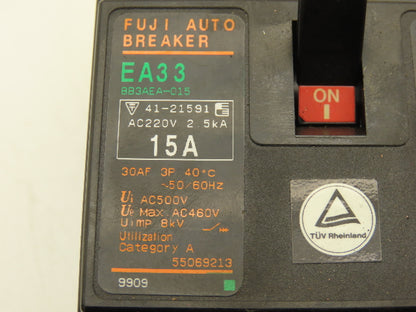 FUJI AUTO
BREAKER
EA33
BB3AEA-015
41-21591
AC220V 2.5kA
15A
30AF 3P 40°C
~50/60Hz
Ui AC500V
Ue Max. AC460V
Uimp 8kV
Utilization
Category A
55069213
9909
ON
I
TÜV Rheinland